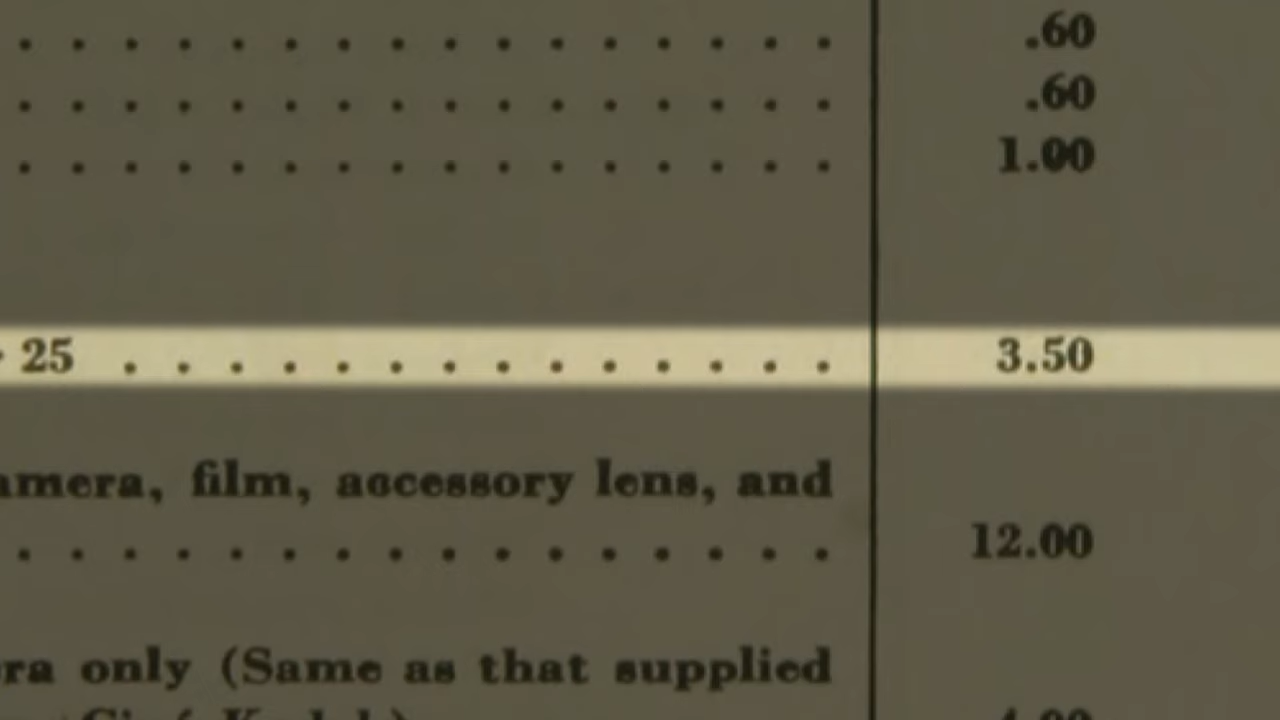 . . . . . . . . . . . . . . . . .60
. . . . . . . . . . . . . . . . .60
. . . . . . . . . . . . . . . . 1.00
25 . . . . . . . . . . . . . . 3.50
amera, film, accessory lens, and
. . . . . . . . . . . . . . . . 12.00
ra only (Same as that supplied